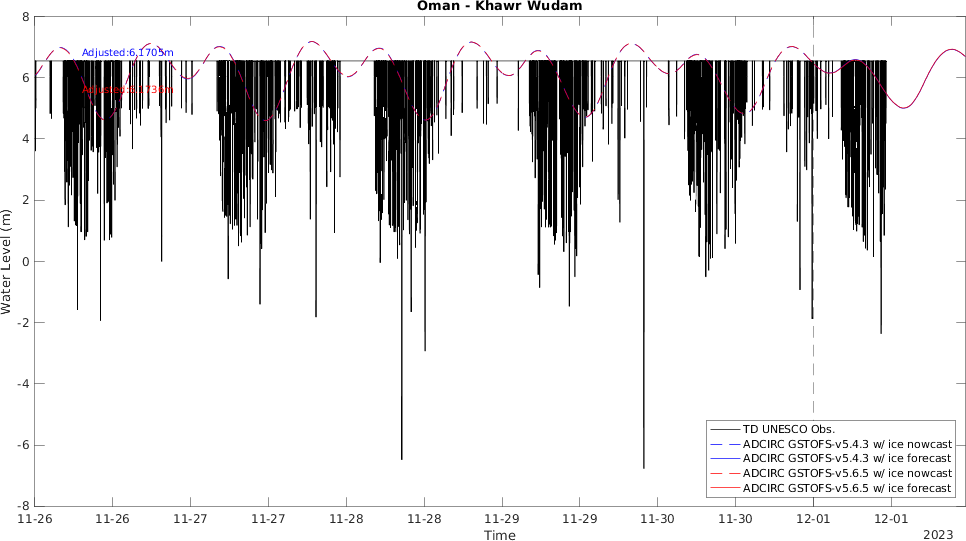 Oman - Khawr Wudam
8
6
4
2
0
-2
-4
-6
-8
Water Level (m)
Adjusted:6.1705m
TD UNESCO Obs.
ADCIRC GSTOFS-v5.4.3 w/ ice nowcast
ADCIRC GSTOFS-v5.4.3 w/ ice forecast
ADCIRC GSTOFS-v5.6.5 w/ ice nowcast
ADCIRC GSTOFS-v5.6.5 w/ ice forecast
11-26 11-26 11-27 11-27 11-28 11-28 11-29 11-29 11-30 11-30 12-01 12-01
Time
2023